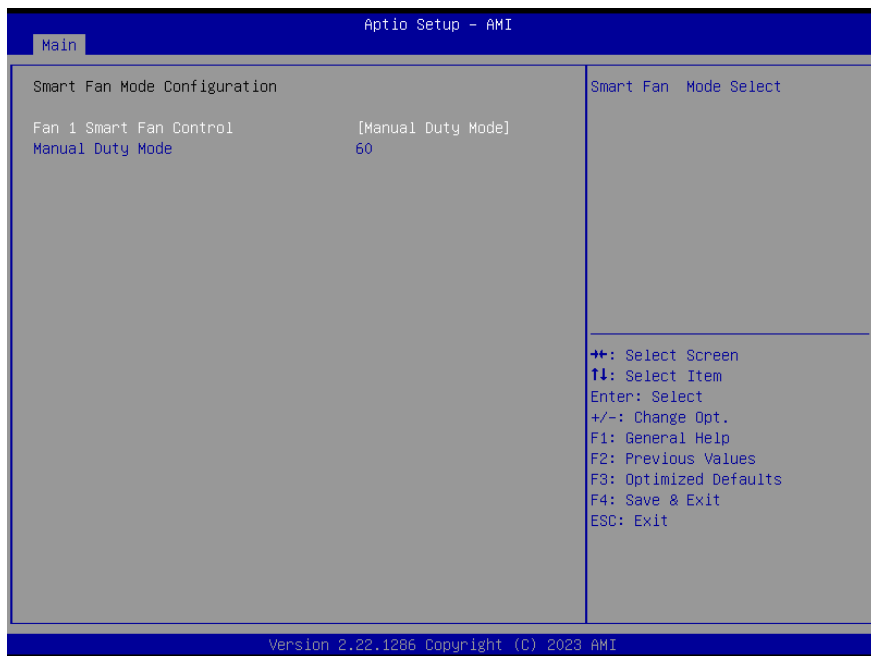 Aptio Setup – AMI
Main
Smart Fan Mode Configuration
Fan 1 Smart Fan Control [Manual Duty Mode]
Manual Duty Mode 60
Smart Fan  Mode Select
→←: Select Screen
↑↓: Select Item
Enter: Select
+/-: Change Opt.
F1: General Help
F2: Previous Values
F3: Optimized Defaults
F4: Save & Exit
ESC: Exit
Version 2.22.1286 Copyright (C) 2023 AMI